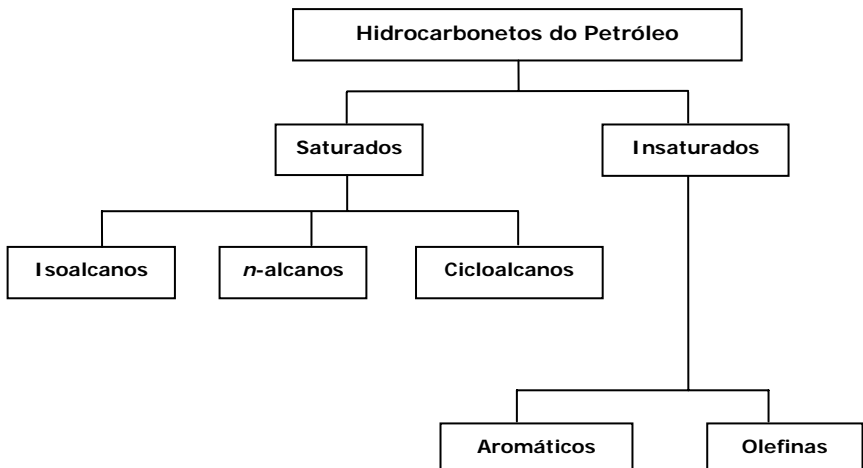 Hidrocarbonetos do Petróleo
Saturados
Insaturados
Isoalcanos
n-alcanos
Cicloalcanos
Aromáticos
Olefinas